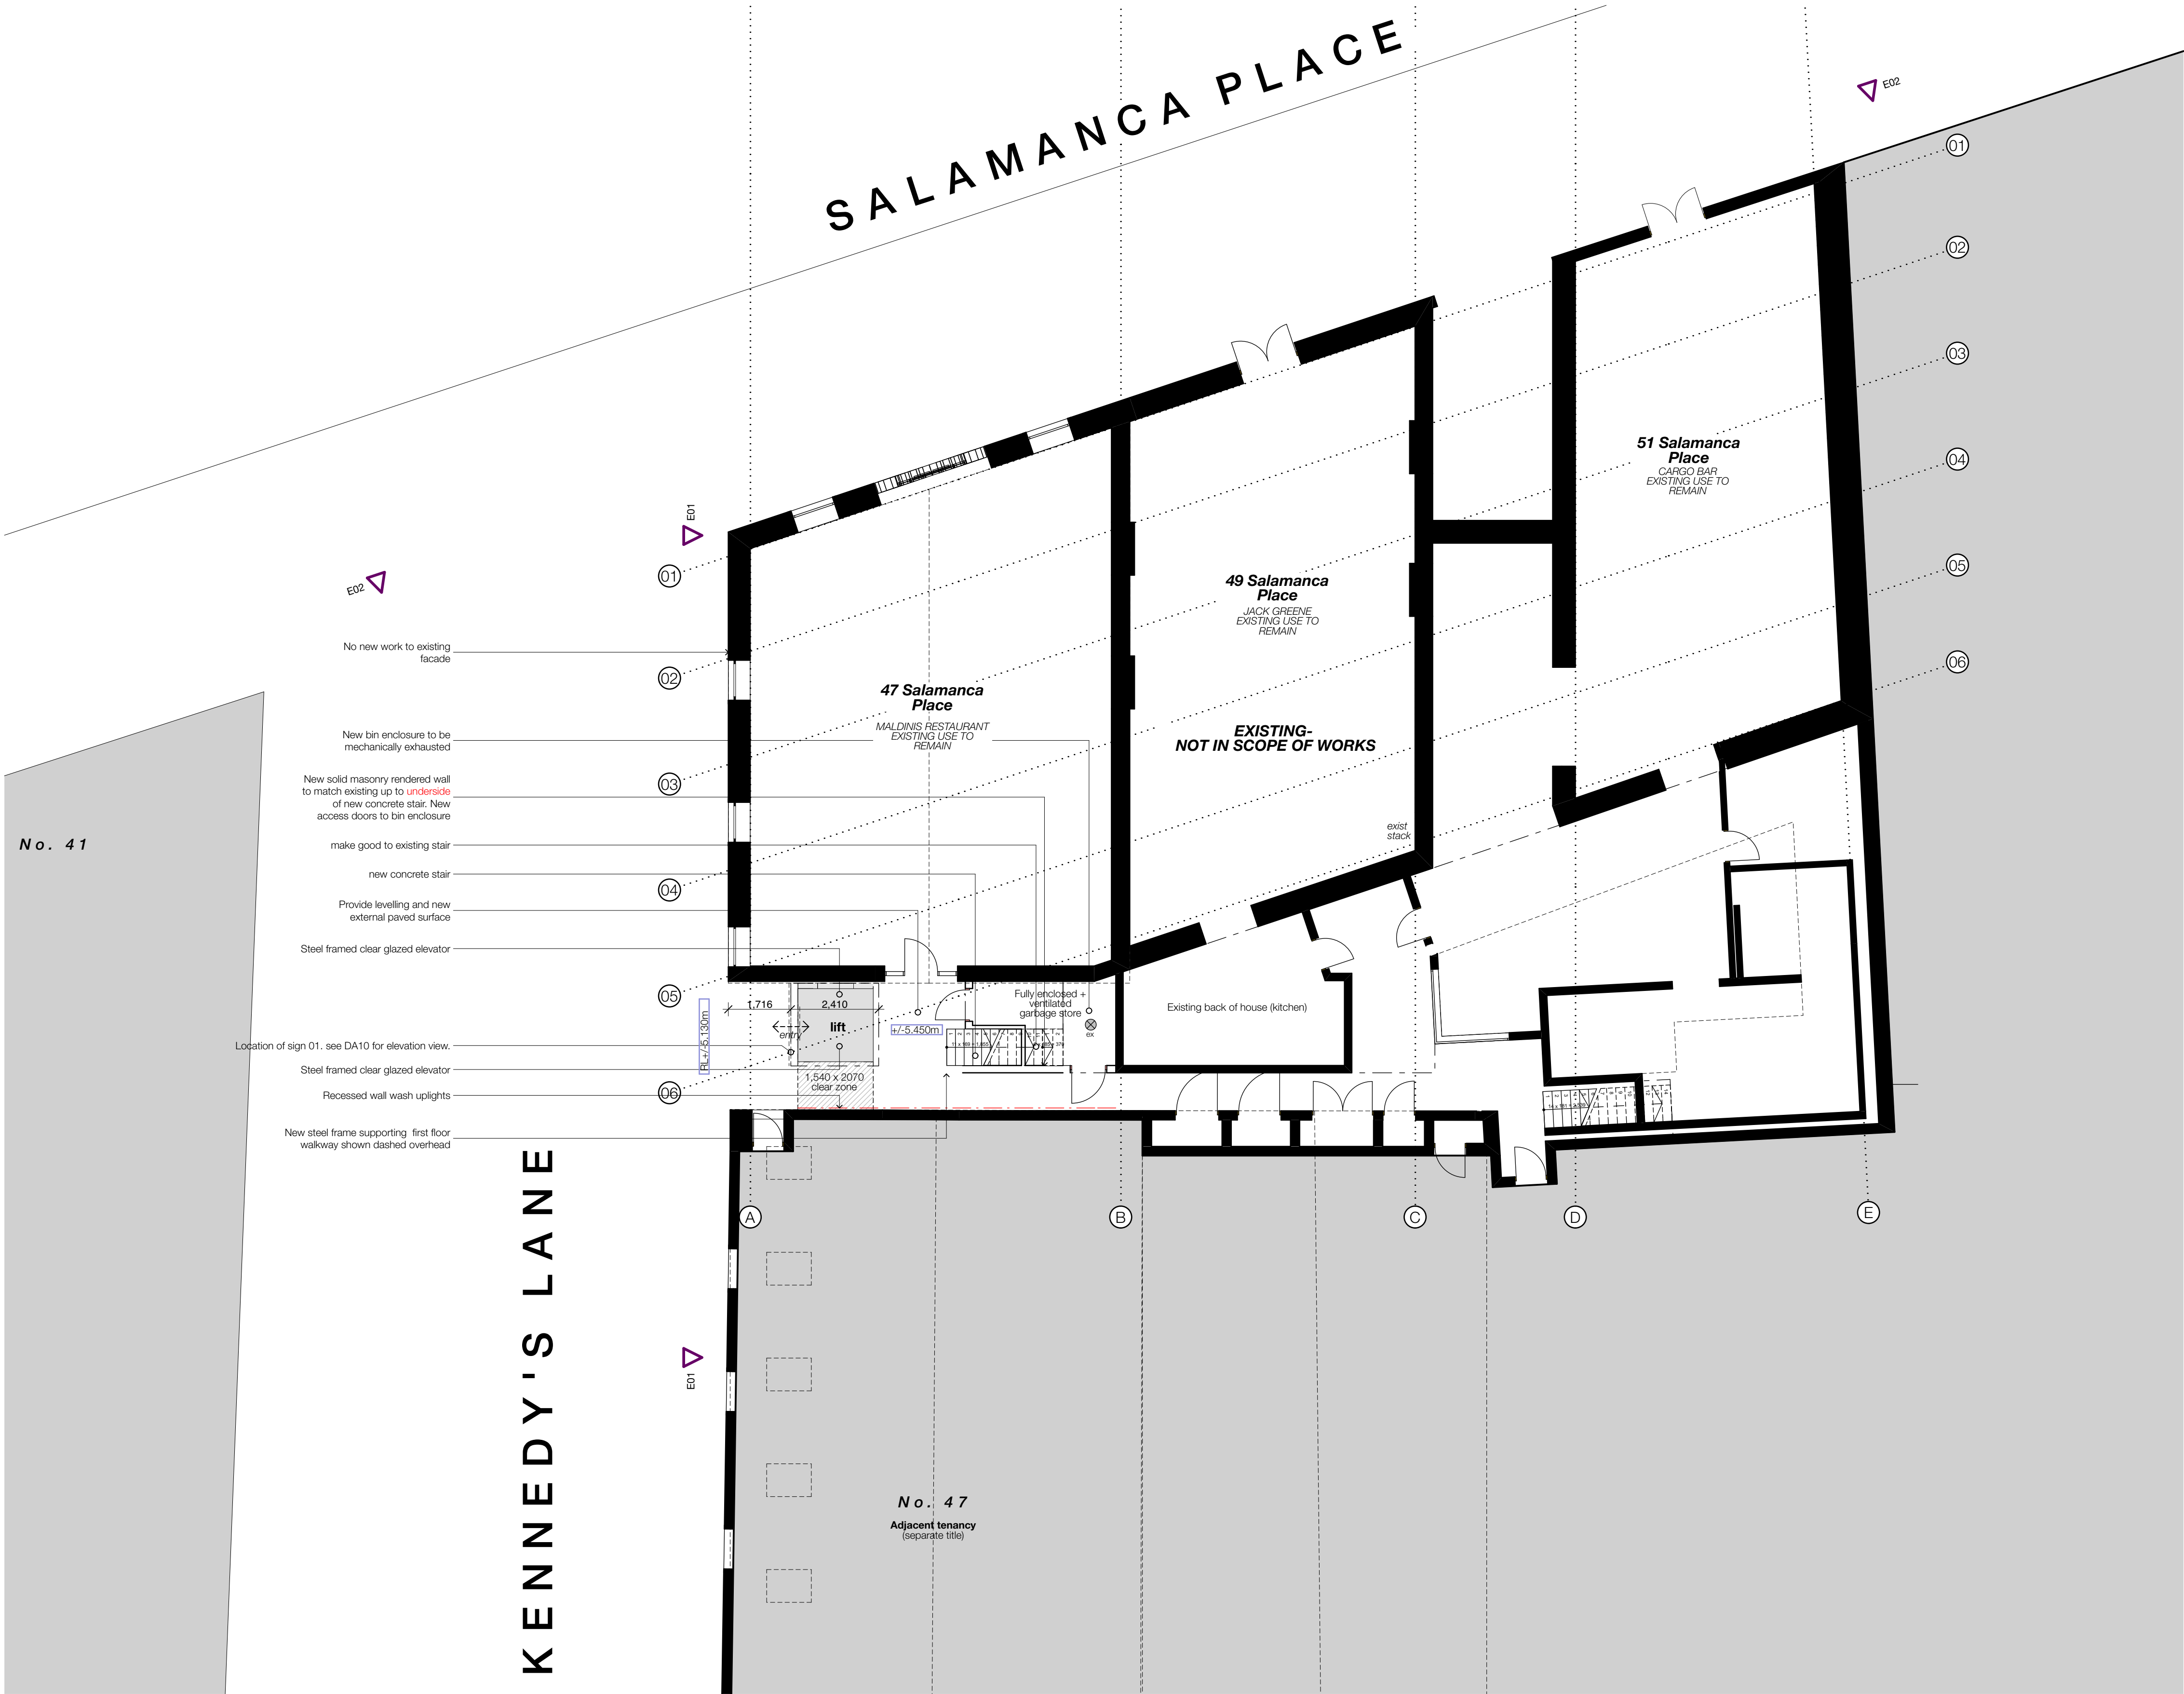 SALAMANCA PLACE
E02
01
02
03
04
05
06
E01
E02
01
02
03
04
05
06
51 Salamanca
Place
CARGO BAR
EXISTING USE TO
REMAIN
49 Salamanca
Place
JACK GREENE
EXISTING USE TO
REMAIN
EXISTING-
NOT IN SCOPE OF WORKS
47 Salamanca
Place
MALDINIS RESTAURANT
EXISTING USE TO
REMAIN
No new work to existing
facade
New bin enclosure to be
mechanically exhausted
New solid masonry rendered wall
to match existing up to underside
of new concrete stair. New
access doors to bin enclosure
make good to existing stair
new concrete stair
Provide levelling and new
external paved surface
Steel framed clear glazed elevator
Location of sign 01. see DA10 for elevation view.
Steel framed clear glazed elevator
Recessed wall wash uplights
New steel frame supporting first floor
walkway shown dashed overhead
No. 41
exist
stack
1,716
2,410
lift
entry
RL+/-5.130m
+/-5.450m
1,540 x 2070
clear zone
Fully enclosed +
ventilated
garbage store
ex
Existing back of house (kitchen)
A
B
C
D
E
E01
KENNEDY'S LANE
No. 47
Adjacent tenancy
(separate title)